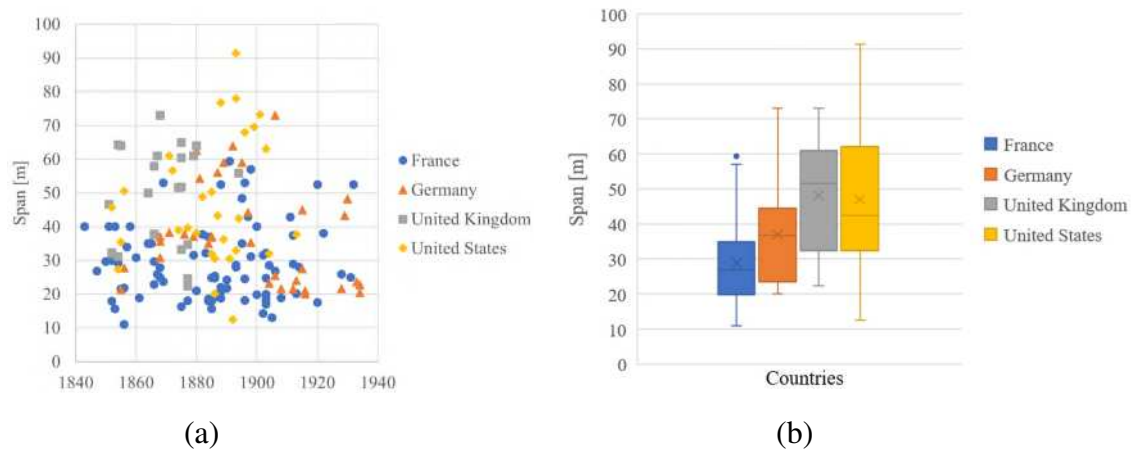 100
90
80
70
60
50
40
30
20
10
0
Span [m]
1840 1860 1880 1900 1920 1940
France
Germany
United Kingdom
United States
(a)
100
90
80
70
60
50
40
30
20
10
0
Span [m]
Countries
France
Germany
United Kingdom
United States
(b)